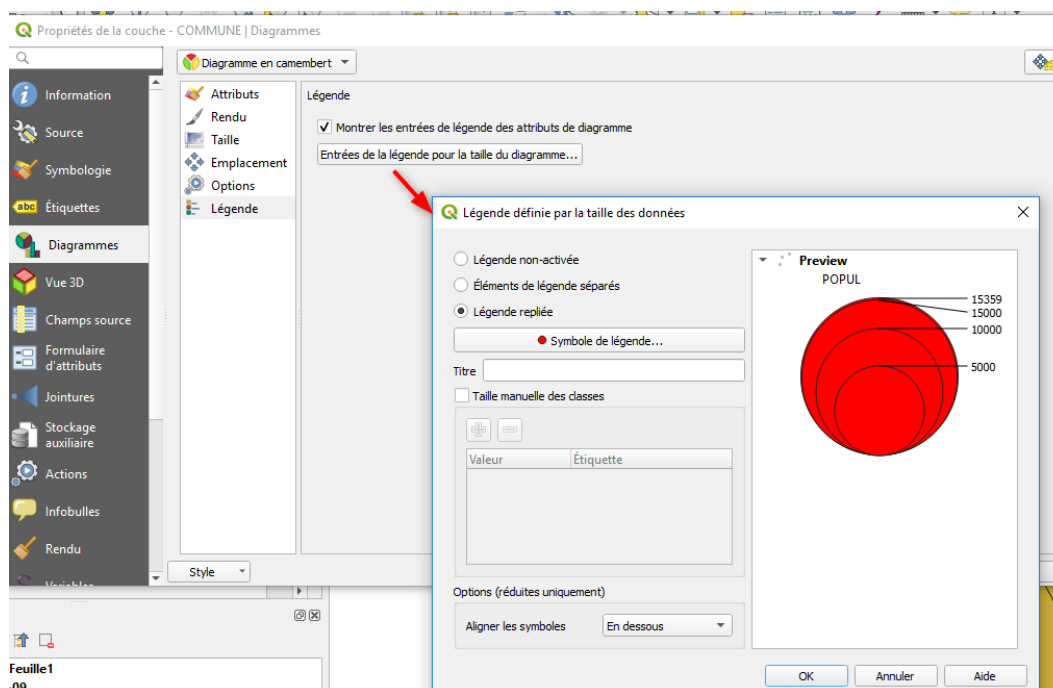 Propriétés de la couche - COMMUNE | Diagrammes
Diagramme en camembert
Information
Source
Symbologie
abc Étiquettes
Diagrammes
Vue 3D
Champs source
Formulaire
d'attributs
Jointures
Stockage
auxiliaire
Actions
Infobulles
Rendu
Variables
Attributs
Rendu
Taille
Emplacement
Options
Légende
Légende
Montrer les entrées de légende des attributs de diagramme
Entrées de la légende pour la taille du diagramme...
Style
Légende définie par la taille des données
Légende non-activée
Éléments de légende séparés
Légende repliée
Symbole de légende...
Titre
Taille manuelle des classes
Valeur Étiquette
Options (réduites uniquement)
Aligner les symboles En dessous
Preview
POPUL
15359
15000
10000
5000
OK Annuler Aide
Feuille1